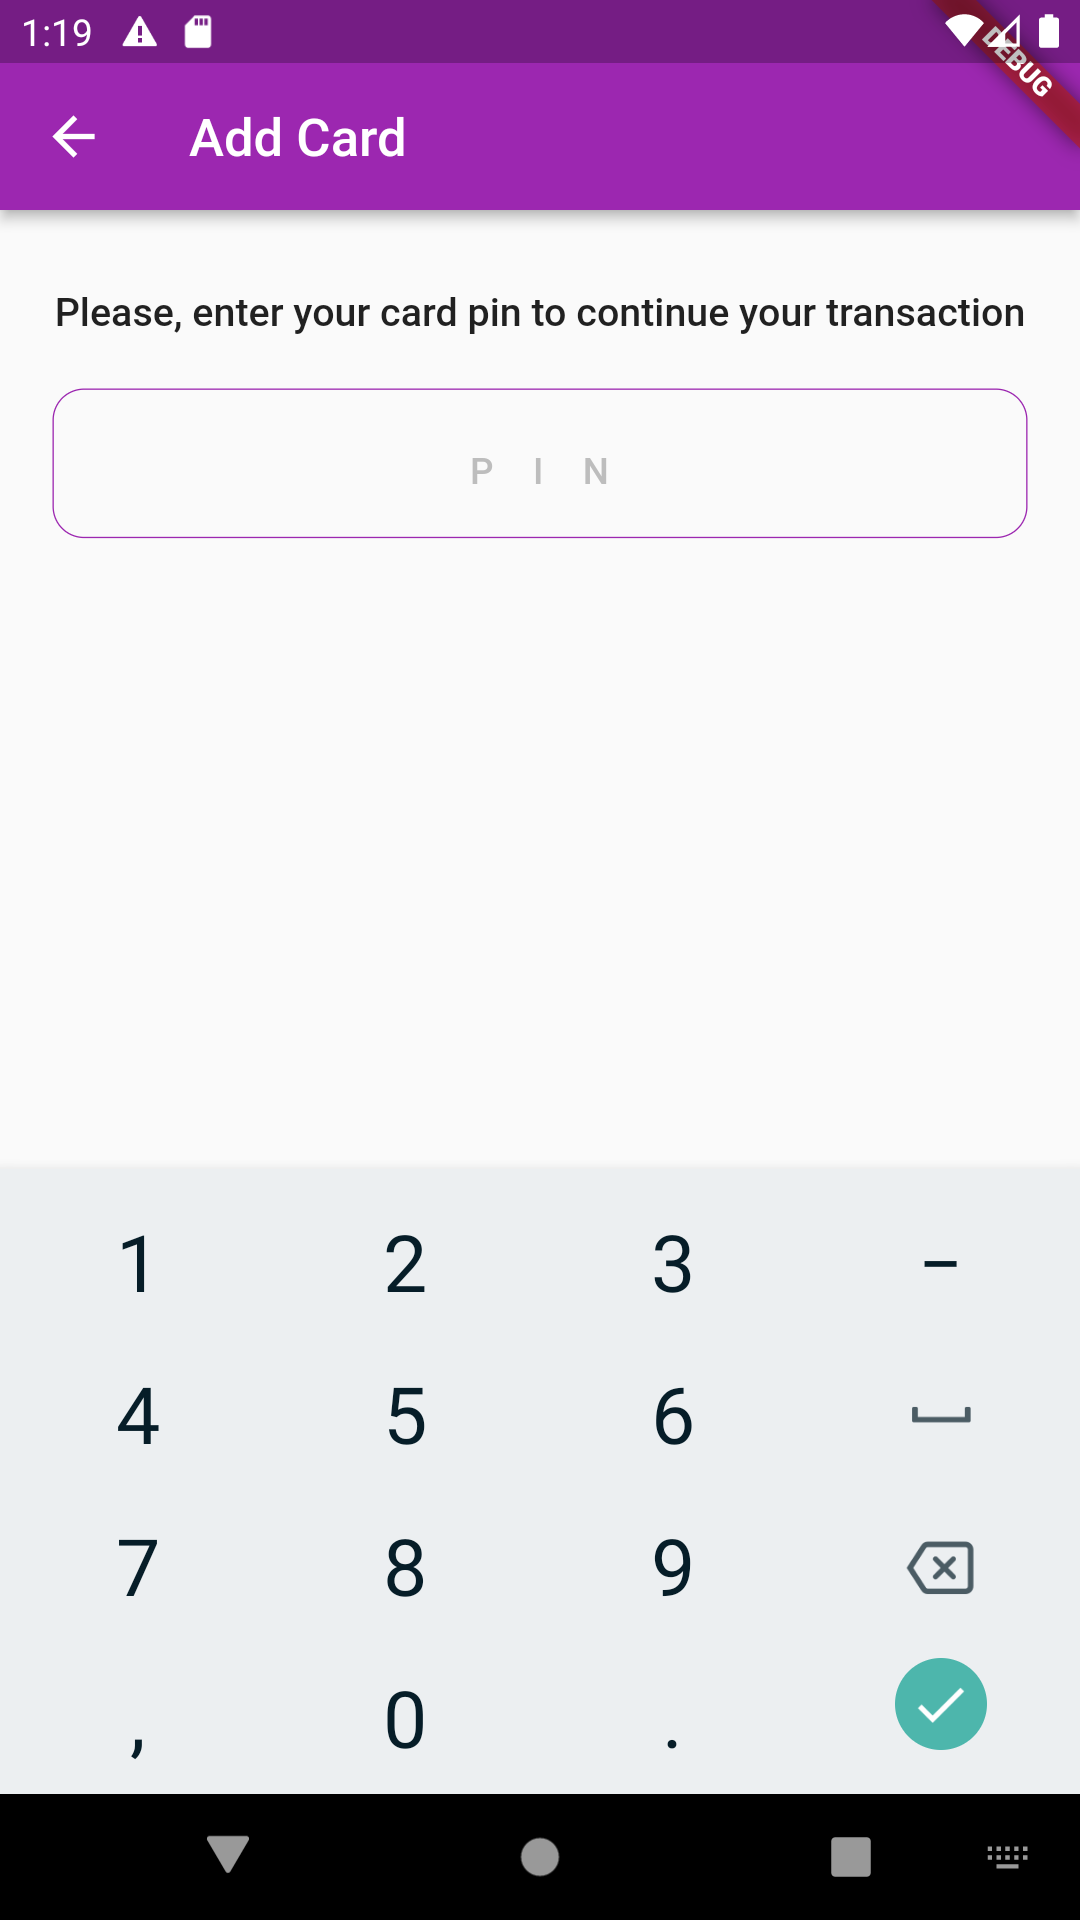 1:19
DEBUG
Add Card
Please, enter your card pin to continue your transaction
P I N
1 2 3 –
4 5 6
7 8 9
, 0 .